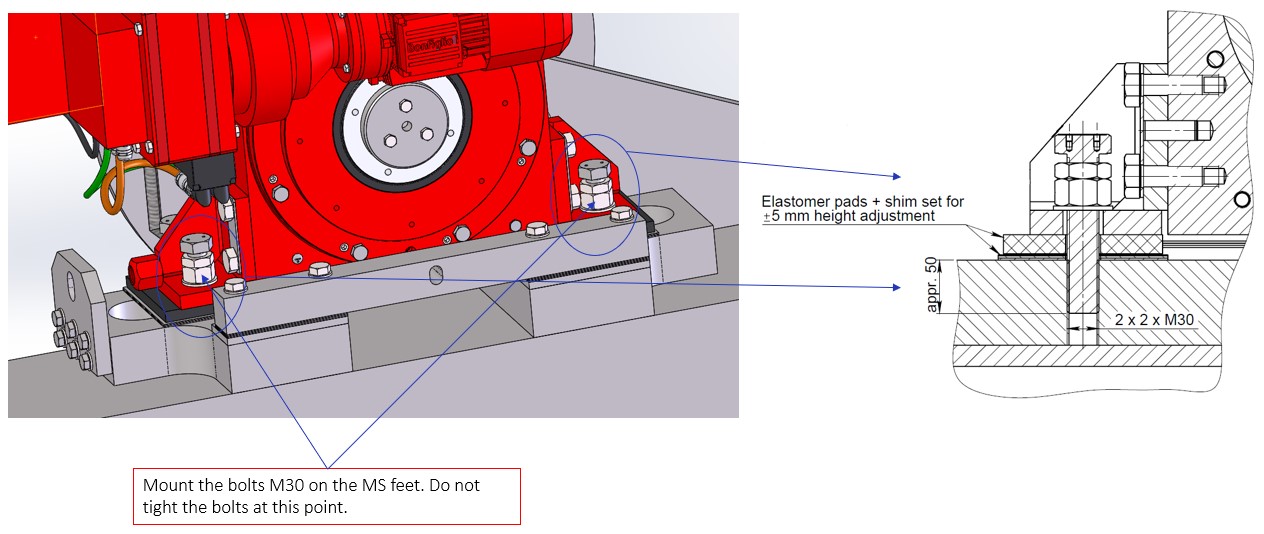 Bonfiglioli
Elastomer pads + shim set for
±5 mm height adjustment
appr. 50
2 x 2 x M30
Mount the bolts M30 on the MS feet. Do not
tight the bolts at this point.